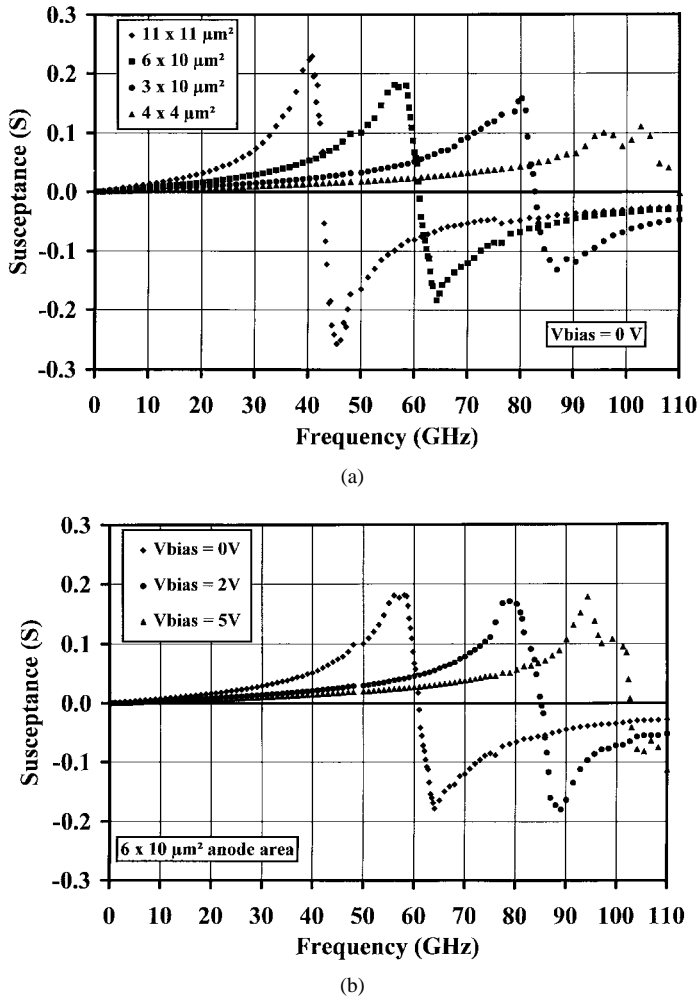 0.3
0.2
0.1
0.0
-0.1
-0.2
-0.3
Susceptance (S)
11 x 11 µm²
6 x 10 µm²
3 x 10 µm²
4 x 4 µm²
Vbias = 0 V
0 10 20 30 40 50 60 70 80 90 100 110
Frequency (GHz)
(a)
0.3
0.2
0.1
0.0
-0.1
-0.2
-0.3
Susceptance (S)
Vbias = 0V
Vbias = 2V
Vbias = 5V
6 x 10 µm² anode area
0 10 20 30 40 50 60 70 80 90 100 110
Frequency (GHz)
(b)